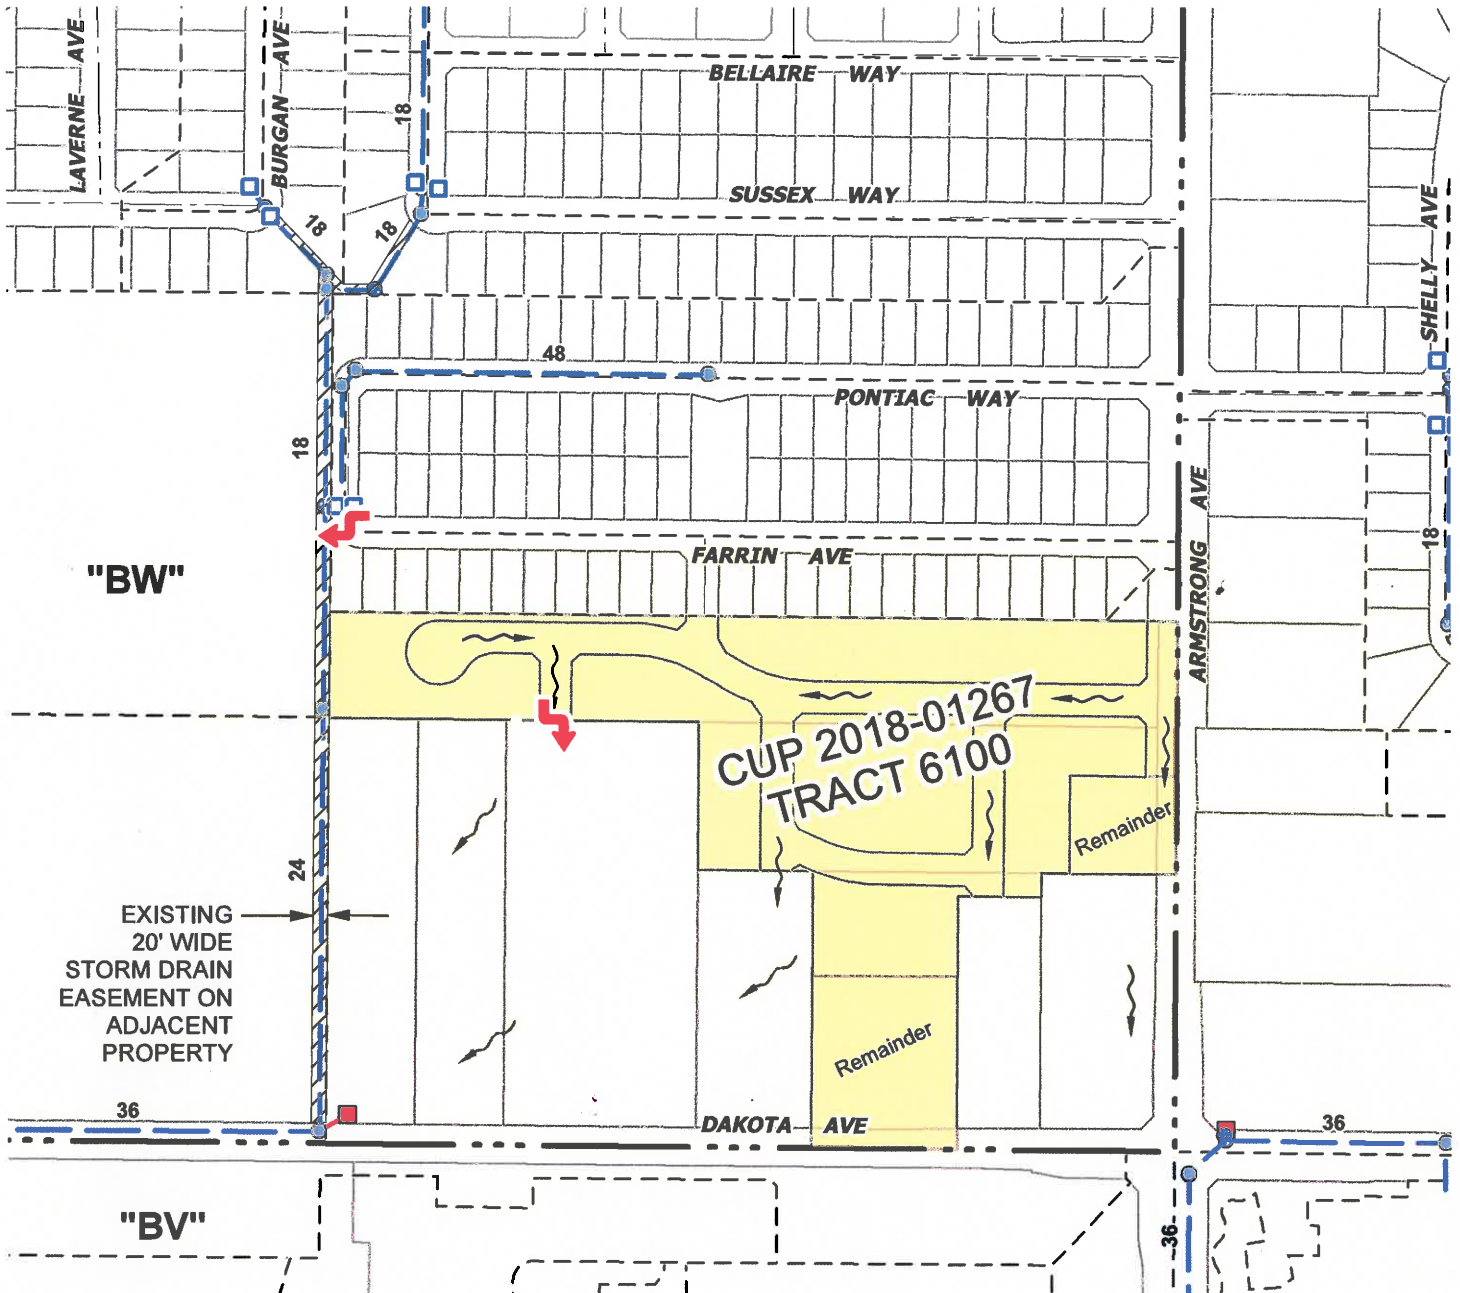 LAVERNE AVE
BURGAN AVE
18
BELLAIRE WAY
SUSSEX WAY
18
18
SHELLY AVE
48
PONTIAC WAY
18
ARMSTRONG AVE
18
FARRIN AVE
"BW"
CUP 2018-01267
TRACT 6100
Remainder
24
EXISTING
20' WIDE
STORM DRAIN
EASEMENT ON
ADJACENT
PROPERTY
Remainder
36
DAKOTA AVE
36
"BV"
36